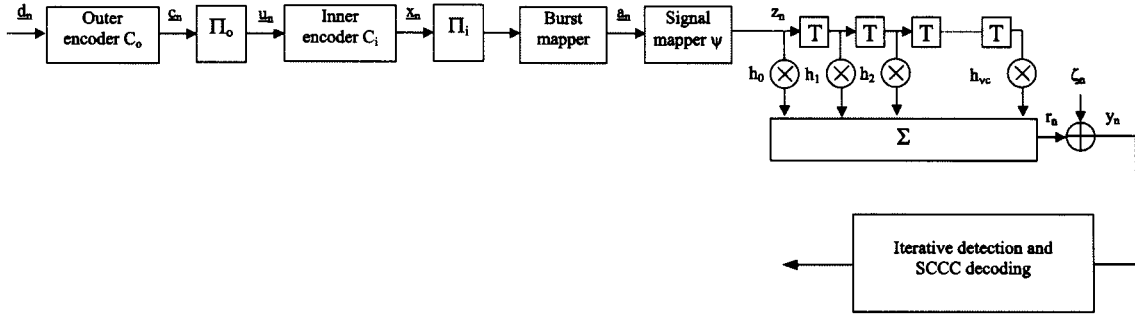 d_n
Outer
encoder C_o
c_n
Π_o
u_n
Inner
encoder C_i
x_n
Π_i
Burst
mapper
a_n
Signal
mapper ψ
z_n
T
T
T
T
h_0
h_1
h_2
h_vc
Σ
r_n
ζ_n
y_n
Iterative detection and
SCCC decoding